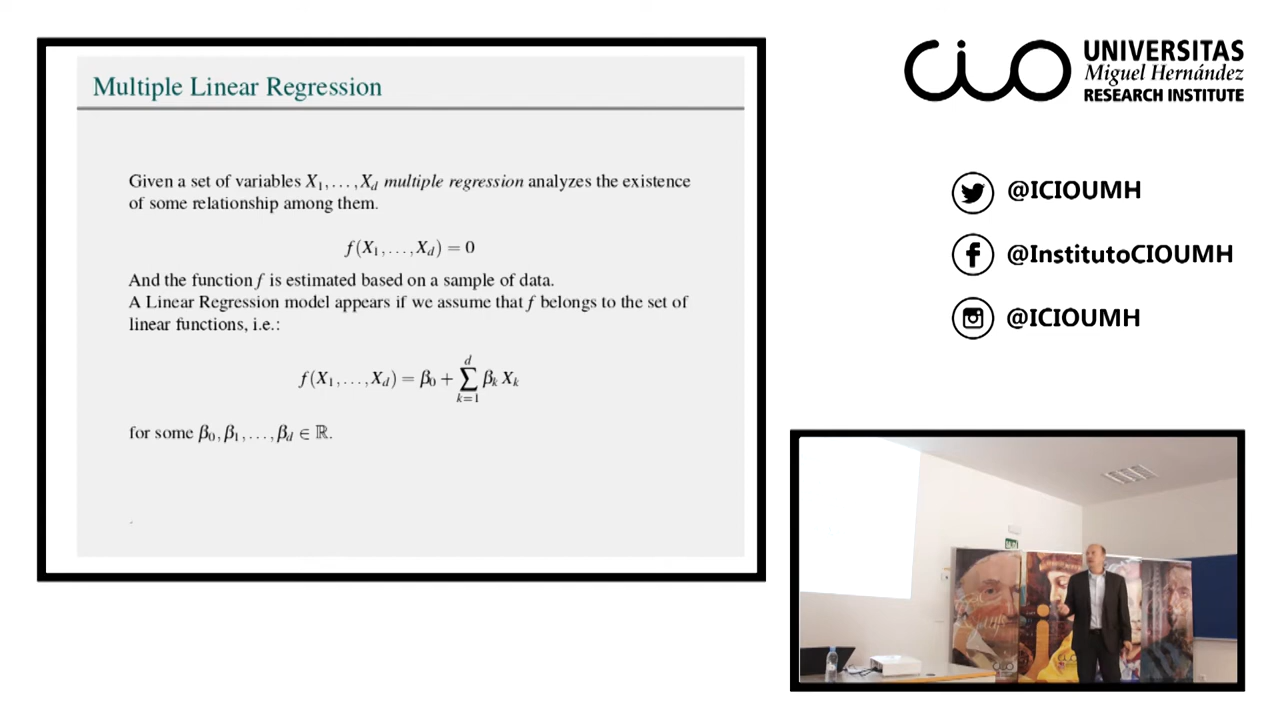 Multiple Linear Regression
Given a set of variables X₁,…,X_d multiple regression analyzes the existence
of some relationship among them.
f(X₁,…,X_d) = 0
And the function f is estimated based on a sample of data.
A Linear Regression model appears if we assume that f belongs to the set of
linear functions, i.e.:
f(X₁,…,X_d) = β₀ + ∑_{k=1}^{d} β_k X_k
for some β₀, β₁,…, β_d ∈ ℝ.
cio
UNIVERSITAS
Miguel Hernández
RESEARCH INSTITUTE
@ICIOUMH
@InstitutoCIOUMH
@ICIOUMH